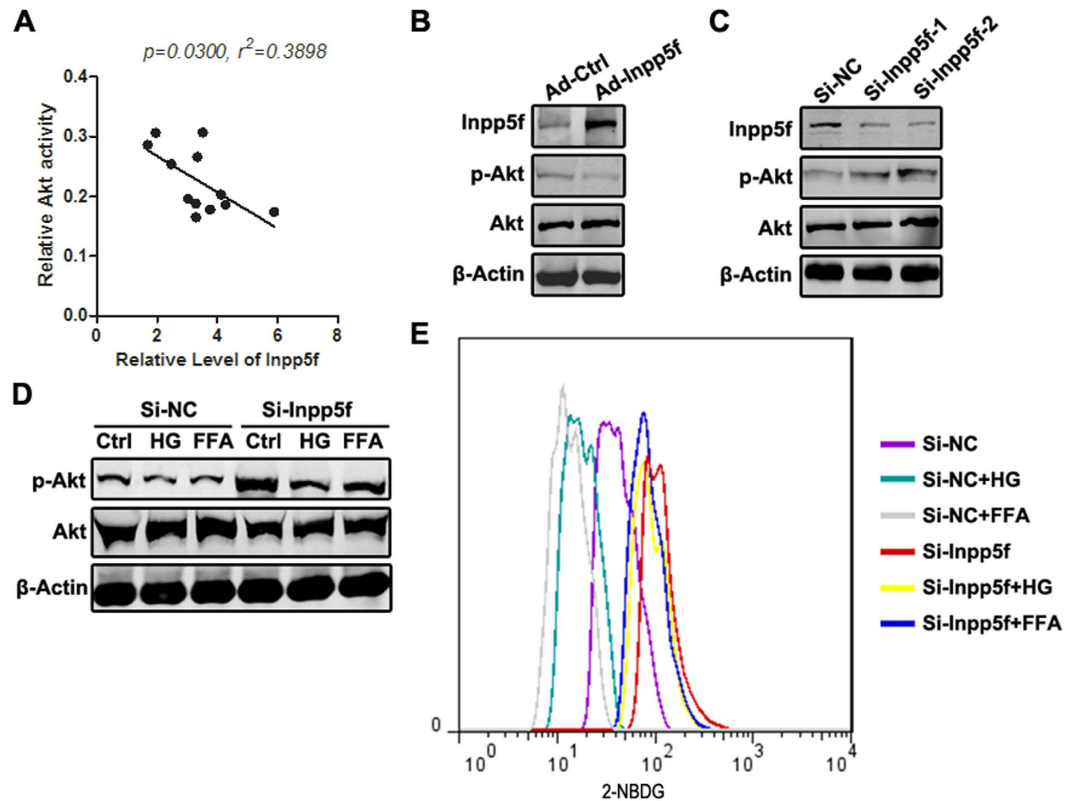 A
p=0.0300, r²=0.3898
Relative Akt activity
0.4
0.3
0.2
0.1
0.0
0 2 4 6 8
Relative Level of Inpp5f
B
Ad-Ctrl
Ad-Inpp5f
Inpp5f
p-Akt
Akt
β-Actin
C
Si-NC
Si-Inpp5f-1
Si-Inpp5f-2
Inpp5f
p-Akt
Akt
β-Actin
D
Si-NC Si-Inpp5f
Ctrl HG FFA Ctrl HG FFA
p-Akt
Akt
β-Actin
E
0
10⁰ 10¹ 10² 10³ 10⁴
2-NBDG
Si-NC
Si-NC+HG
Si-NC+FFA
Si-Inpp5f
Si-Inpp5f+HG
Si-Inpp5f+FFA